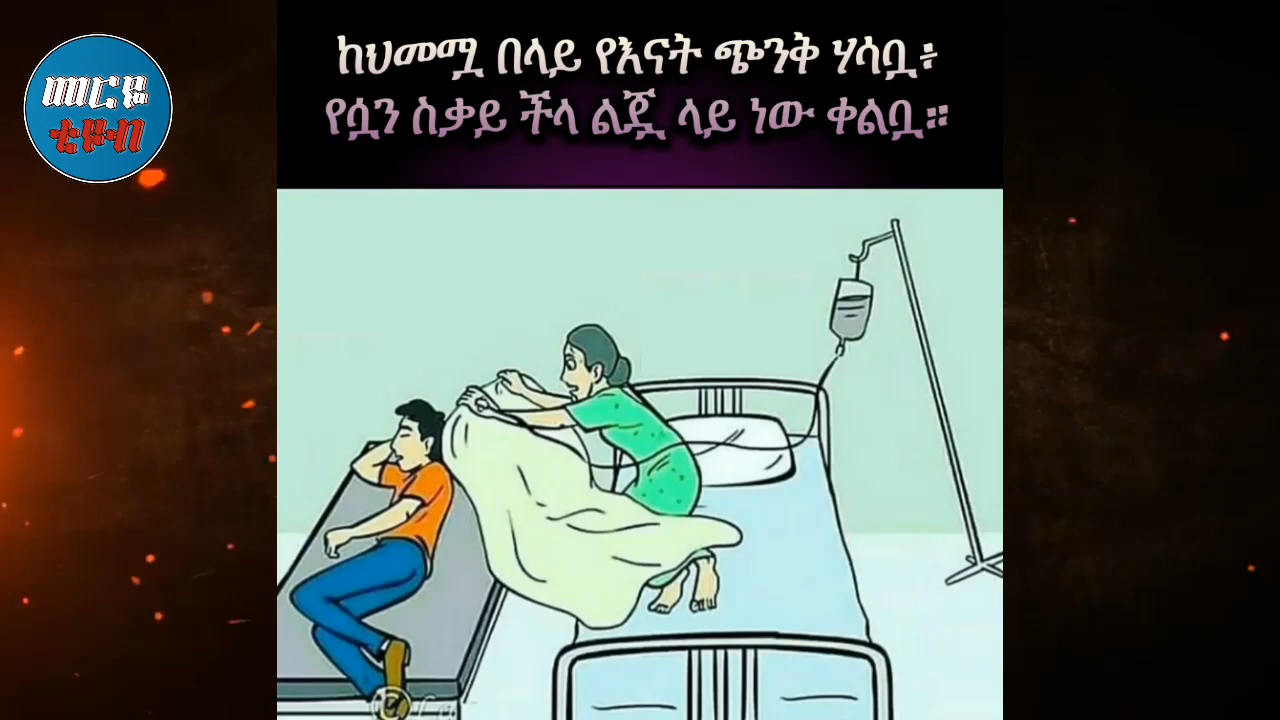 መርዬ
ቲዩብ
ከህመሟ በላይ የእናት ጭንቅ ሃሳቧ፥
የሷን ስቃይ ችላ ልጇ ላይ ነው ቀልቧ።